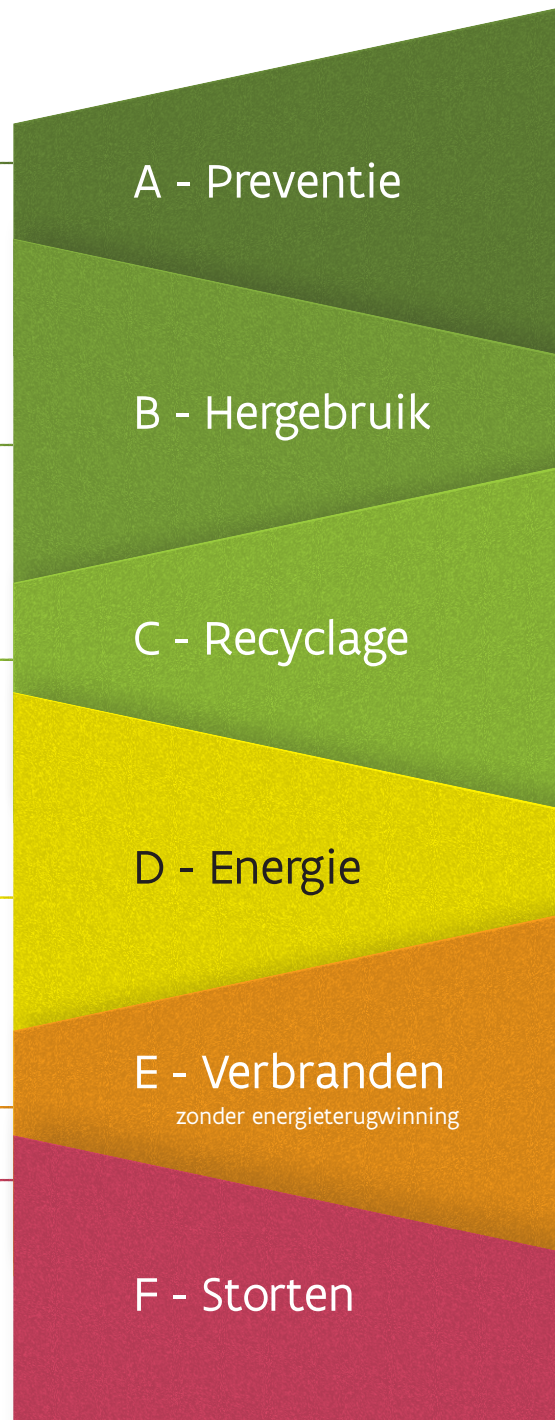 A - Preventie
B - Hergebruik
C - Recyclage
D - Energie
E - Verbranden
zonder energieterugwinning
F - Storten